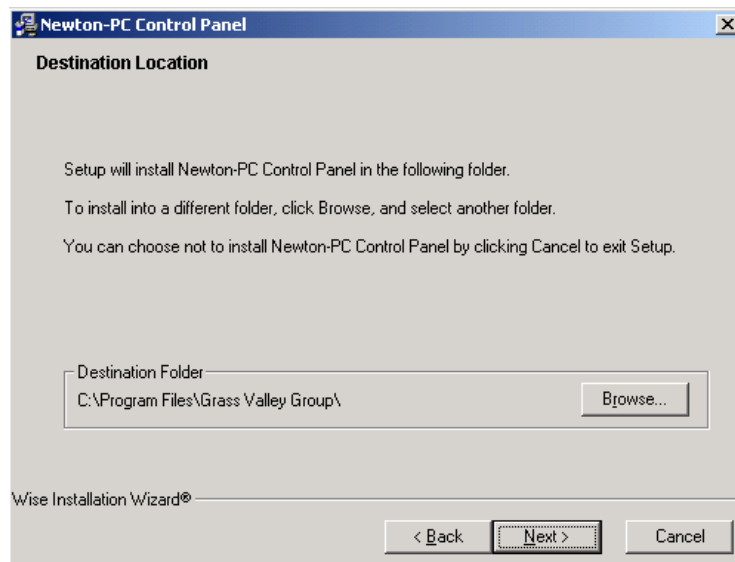 Newton-PC Control Panel
Destination Location
Setup will install Newton-PC Control Panel in the following folder.
To install into a different folder, click Browse, and select another folder.
You can choose not to install Newton-PC Control Panel by clicking Cancel to exit Setup.
Destination Folder
C:\Program Files\Grass Valley Group\
Browse...
Wise Installation Wizard®
< Back
Next >
Cancel